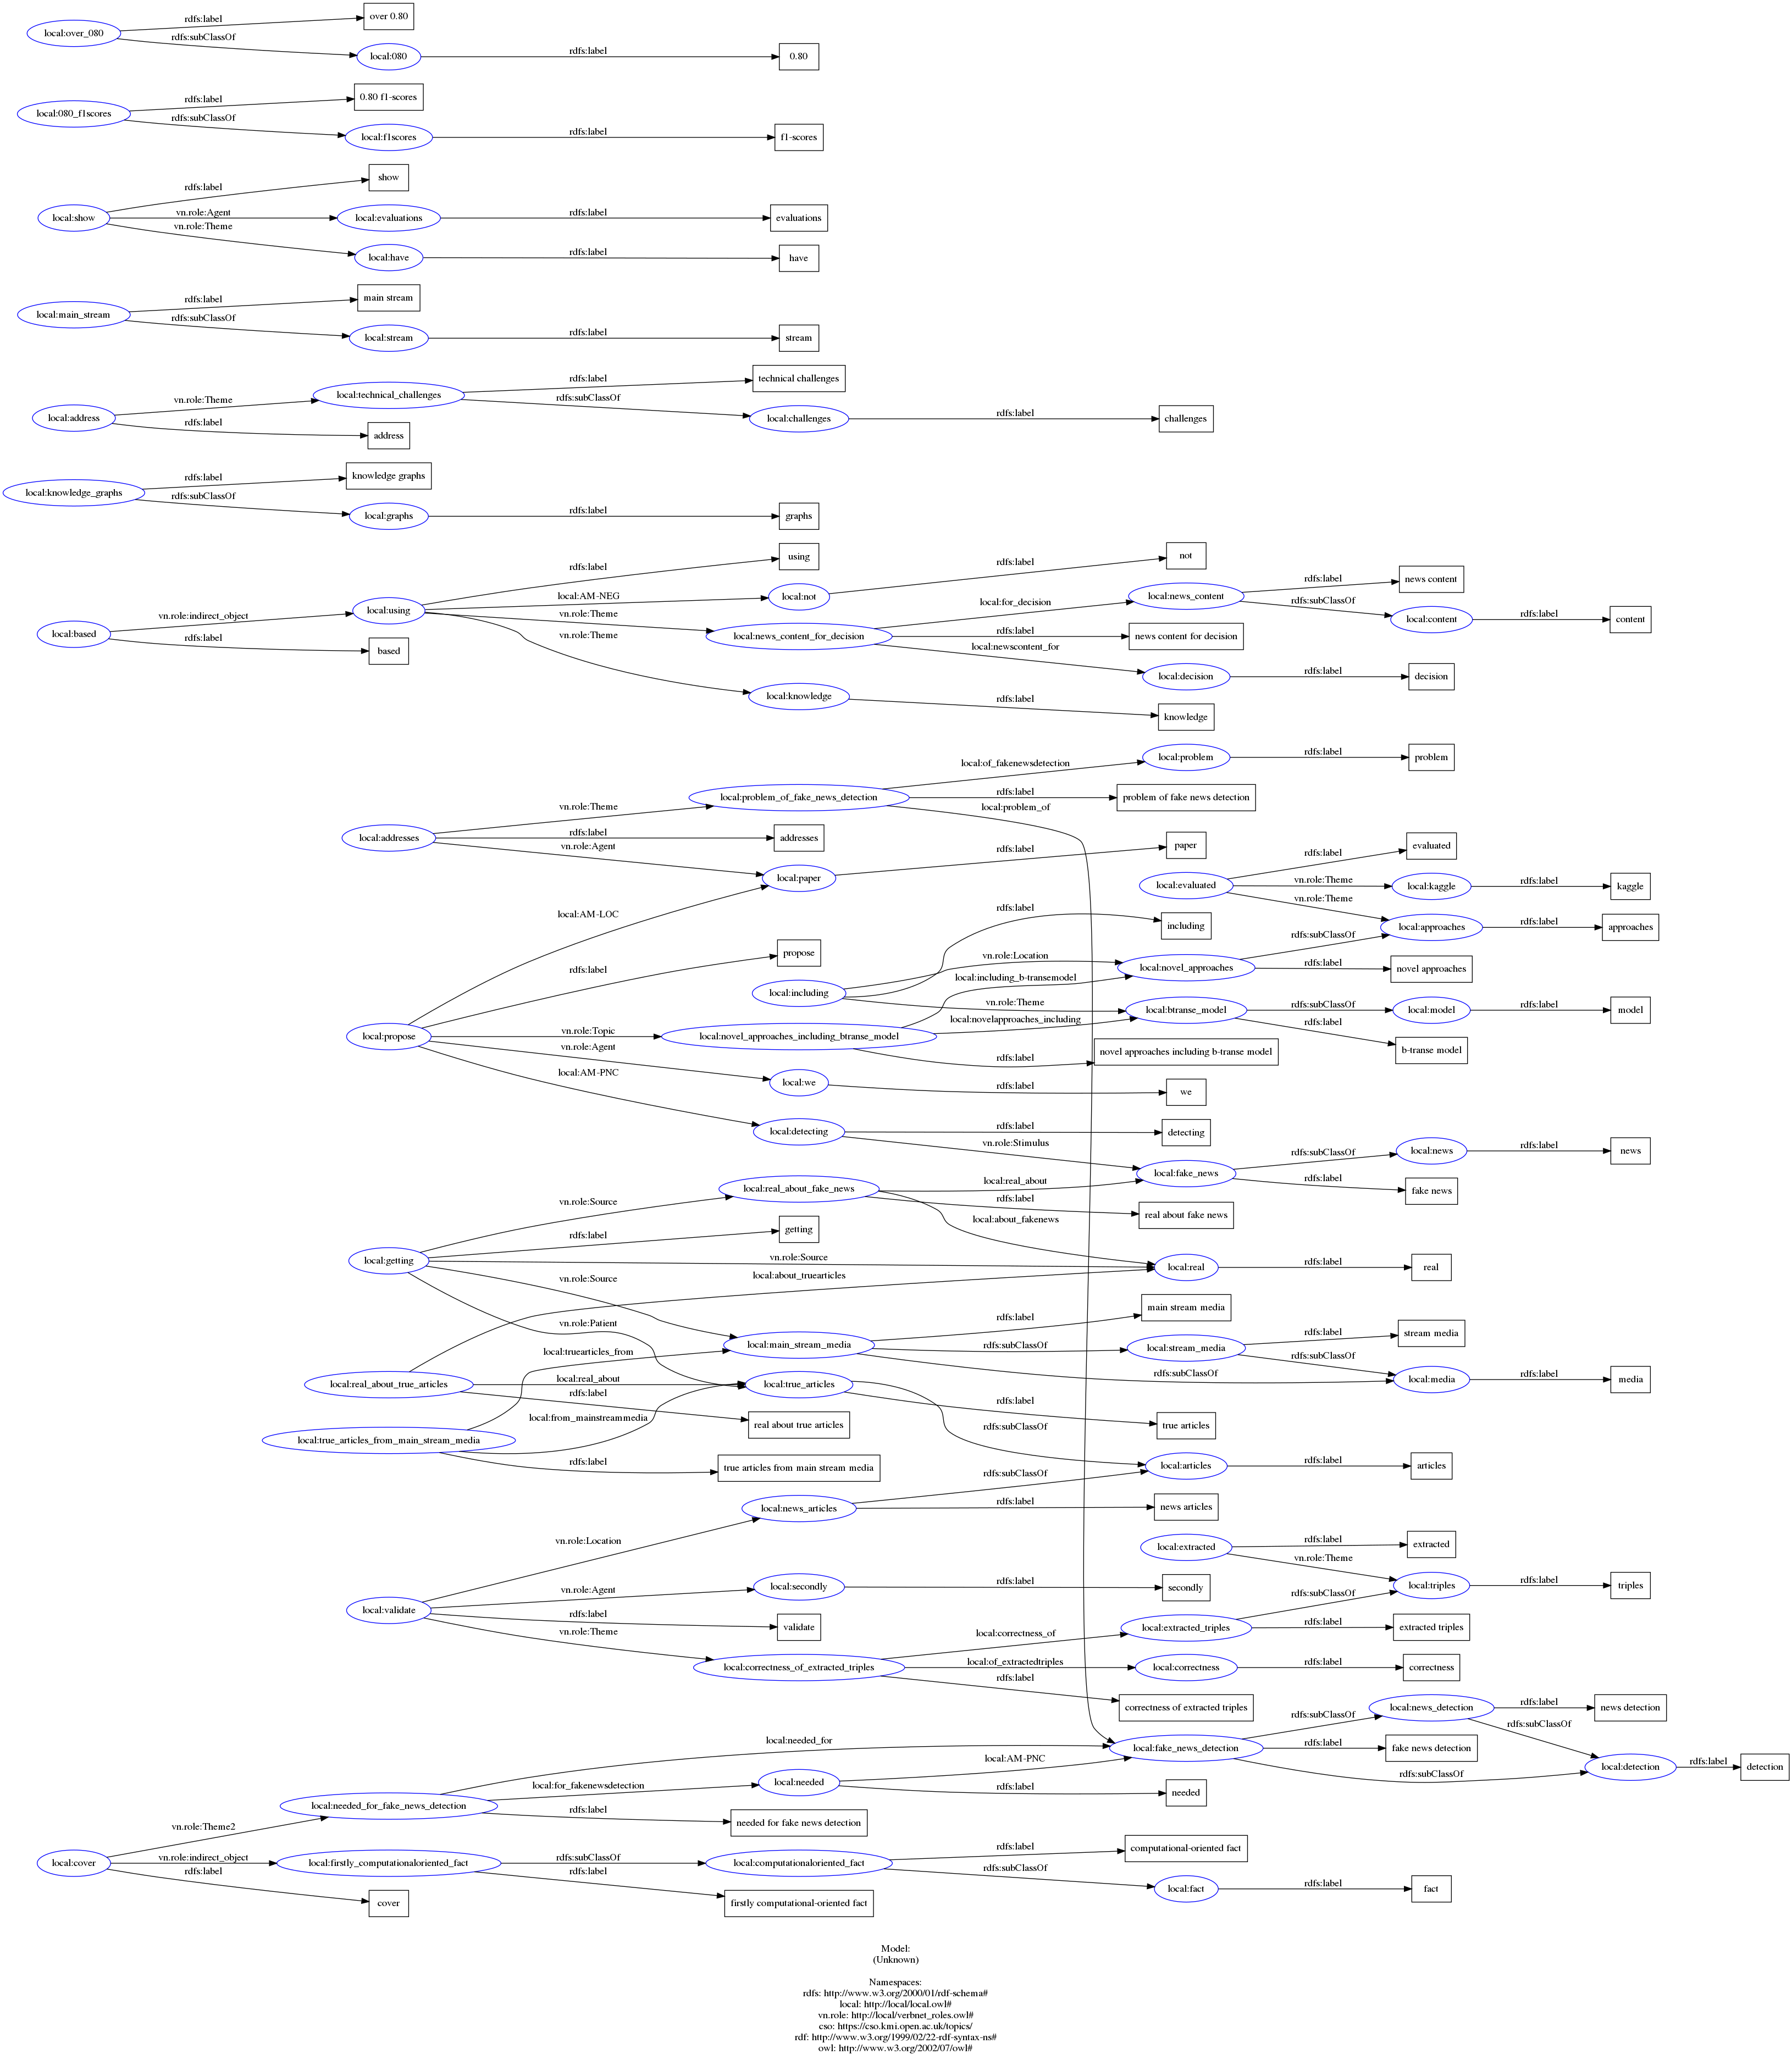 rdfs:label
over 0.80
local:over_080
rdfs:subClassOf
local:080
rdfs:label
0.80
rdfs:label
0.80 f1-scores
local:080_f1scores
rdfs:subClassOf
local:f1scores
rdfs:label
f1-scores
rdfs:label
show
local:show
vn.role:Agent
local:evaluations
rdfs:label
evaluations
vn.role:Theme
local:have
rdfs:label
have
rdfs:label
main stream
local:main_stream
rdfs:subClassOf
local:stream
rdfs:label
stream
local:address
vn.role:Theme
local:technical_challenges
rdfs:label
technical challenges
rdfs:subClassOf
local:challenges
rdfs:label
challenges
rdfs:label
address
rdfs:label
knowledge graphs
local:knowledge_graphs
rdfs:subClassOf
local:graphs
rdfs:label
graphs
local:based
vn.role:indirect_object
local:using
rdfs:label
based
rdfs:label
using
local:AM-NEG
local:not
rdfs:label
not
vn.role:Theme
local:news_content_for_decision
local:for_decision
local:news_content
rdfs:label
news content
rdfs:subClassOf
local:content
rdfs:label
content
rdfs:label
news content for decision
local:newscontent_for
local:decision
rdfs:label
decision
vn.role:Theme
local:knowledge
rdfs:label
knowledge
local:addresses
vn.role:Theme
local:problem_of_fake_news_detection
local:of_fakenewsdetection
local:problem
rdfs:label
problem
rdfs:label
problem of fake news detection
local:problem_of
rdfs:label
addresses
vn.role:Agent
local:paper
rdfs:label
paper
local:evaluated
rdfs:label
evaluated
vn.role:Theme
local:kaggle
rdfs:label
kaggle
vn.role:Theme
local:approaches
rdfs:label
approaches
local:propose
local:AM-LOC
rdfs:label
propose
local:including
rdfs:label
including
vn.role:Location
local:novel_approaches
rdfs:subClassOf
rdfs:label
novel approaches
local:including_b-transemodel
vn.role:Theme
local:btranse_model
rdfs:subClassOf
local:model
rdfs:label
model
rdfs:label
b-transe model
vn.role:Topic
local:novel_approaches_including_btranse_model
local:novelapproaches_including
rdfs:label
novel approaches including b-transe model
vn.role:Agent
local:we
rdfs:label
we
local:AM-PNC
local:detecting
rdfs:label
detecting
vn.role:Stimulus
local:fake_news
rdfs:subClassOf
local:news
rdfs:label
news
rdfs:label
fake news
local:getting
vn.role:Source
local:real_about_fake_news
local:real_about
rdfs:label
real about fake news
local:about_fakenews
rdfs:label
getting
vn.role:Source
local:real
rdfs:label
real
local:about_truearticles
vn.role:Source
local:main_stream_media
rdfs:label
main stream media
rdfs:subClassOf
local:stream_media
rdfs:label
stream media
rdfs:subClassOf
rdfs:subClassOf
local:media
rdfs:label
media
vn.role:Patient
local:truearticles_from
local:real_about_true_articles
local:real_about
local:true_articles
rdfs:label
true articles
rdfs:subClassOf
rdfs:label
real about true articles
local:true_articles_from_main_stream_media
local:from_mainstreammedia
rdfs:label
true articles from main stream media
local:articles
rdfs:label
articles
local:news_articles
rdfs:subClassOf
rdfs:label
news articles
local:validate
vn.role:Location
vn.role:Agent
local:secondly
rdfs:label
secondly
rdfs:label
validate
vn.role:Theme
local:correctness_of_extracted_triples
local:extracted
rdfs:label
extracted
vn.role:Theme
local:triples
rdfs:label
triples
local:correctness_of
local:extracted_triples
rdfs:subClassOf
rdfs:label
extracted triples
local:of_extractedtriples
local:correctness
rdfs:label
correctness
rdfs:label
correctness of extracted triples
local:fake_news_detection
rdfs:subClassOf
local:news_detection
rdfs:label
news detection
rdfs:subClassOf
rdfs:label
fake news detection
rdfs:subClassOf
local:detection
rdfs:label
detection
local:needed_for_fake_news_detection
local:needed_for
local:for_fakenewsdetection
local:needed
local:AM-PNC
rdfs:label
needed
rdfs:label
needed for fake news detection
local:cover
vn.role:Theme2
vn.role:indirect_object
local:firstly_computationaloriented_fact
rdfs:subClassOf
local:computationaloriented_fact
rdfs:label
computational-oriented fact
rdfs:subClassOf
local:fact
rdfs:label
fact
rdfs:label
firstly computational-oriented fact
rdfs:label
cover
Model:
(Unknown)
Namespaces:
rdfs: http://www.w3.org/2000/01/rdf-schema#
local: http://local/local.owl#
vn.role: http://local/verbnet_roles.owl#
cso: https://cso.kmi.open.ac.uk/topics/
rdf: http://www.w3.org/1999/02/22-rdf-syntax-ns#
owl: http://www.w3.org/2002/07/owl#